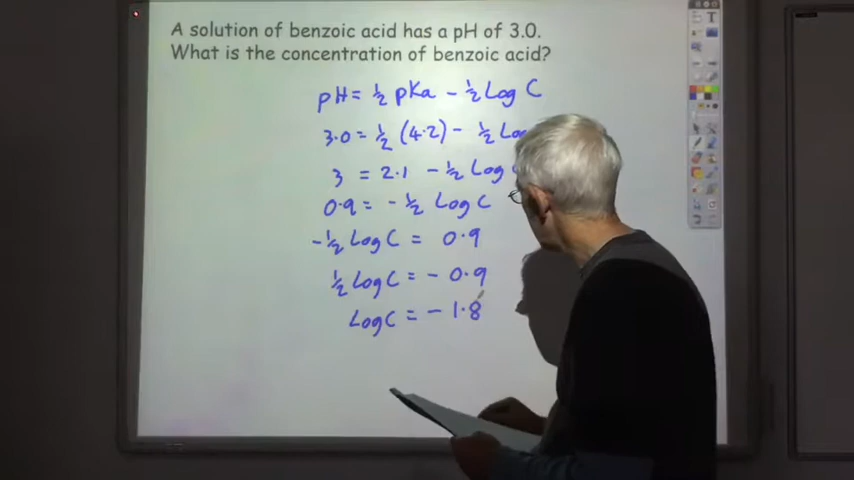 A solution of benzoic acid has a pH of 3.0.
What is the concentration of benzoic acid?
pH = ½ pKa - ½ Log C
3.0 = ½ (4.2) - ½ Log
3 = 2.1 - ½ Log
0.9 = - ½ Log C
-½ Log C = 0.9
½ Log C = - 0.9
Log C = - 1.8